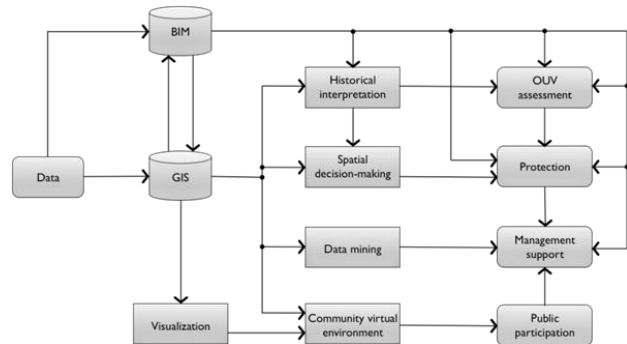 BIM
Historical
interpretation
OUV
assessment
Data
GIS
Spatial
decision-making
Protection
Data mining
Management
support
Visualization
Community virtual
environment
Public
participation